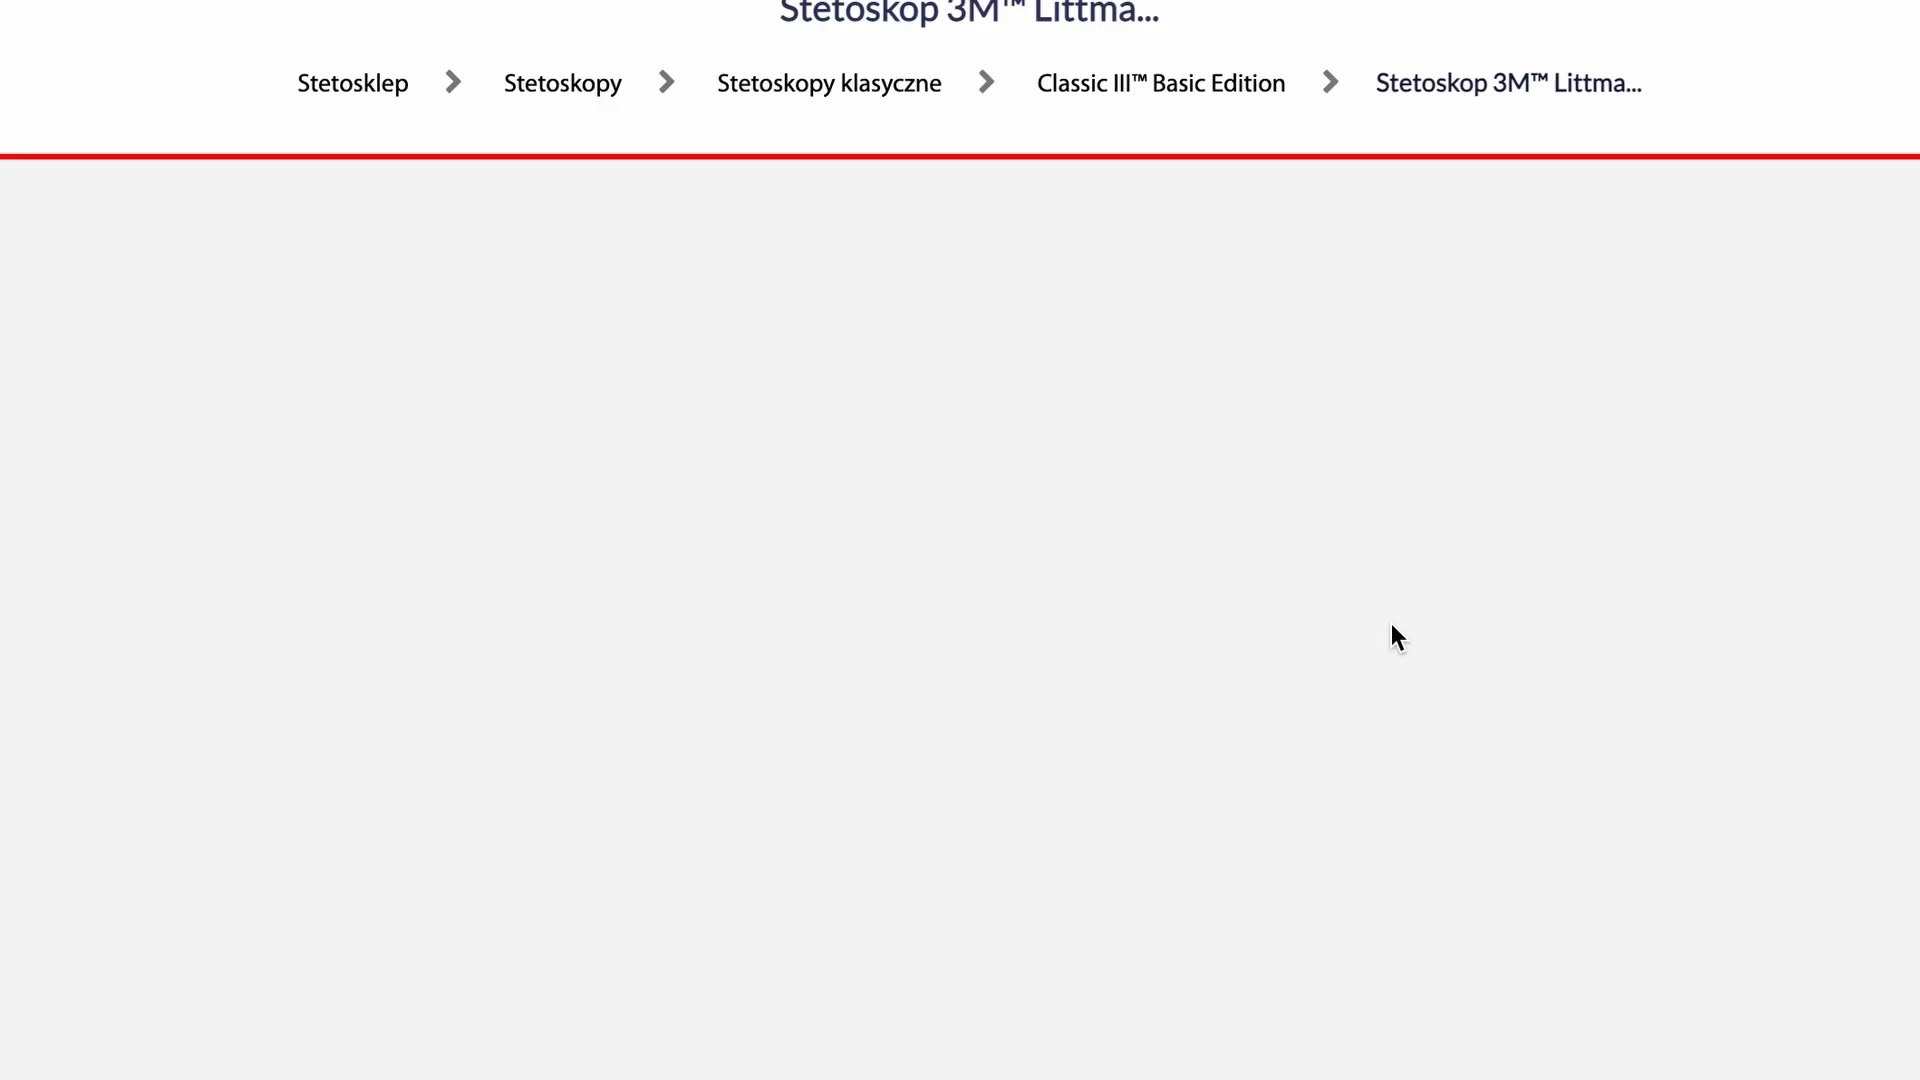 Stetoskop 3M™ Littma...
Stetosklep > Stetoskopy > Stetoskopy klasyczne > Classic III™ Basic Edition > Stetoskop 3M™ Littma...